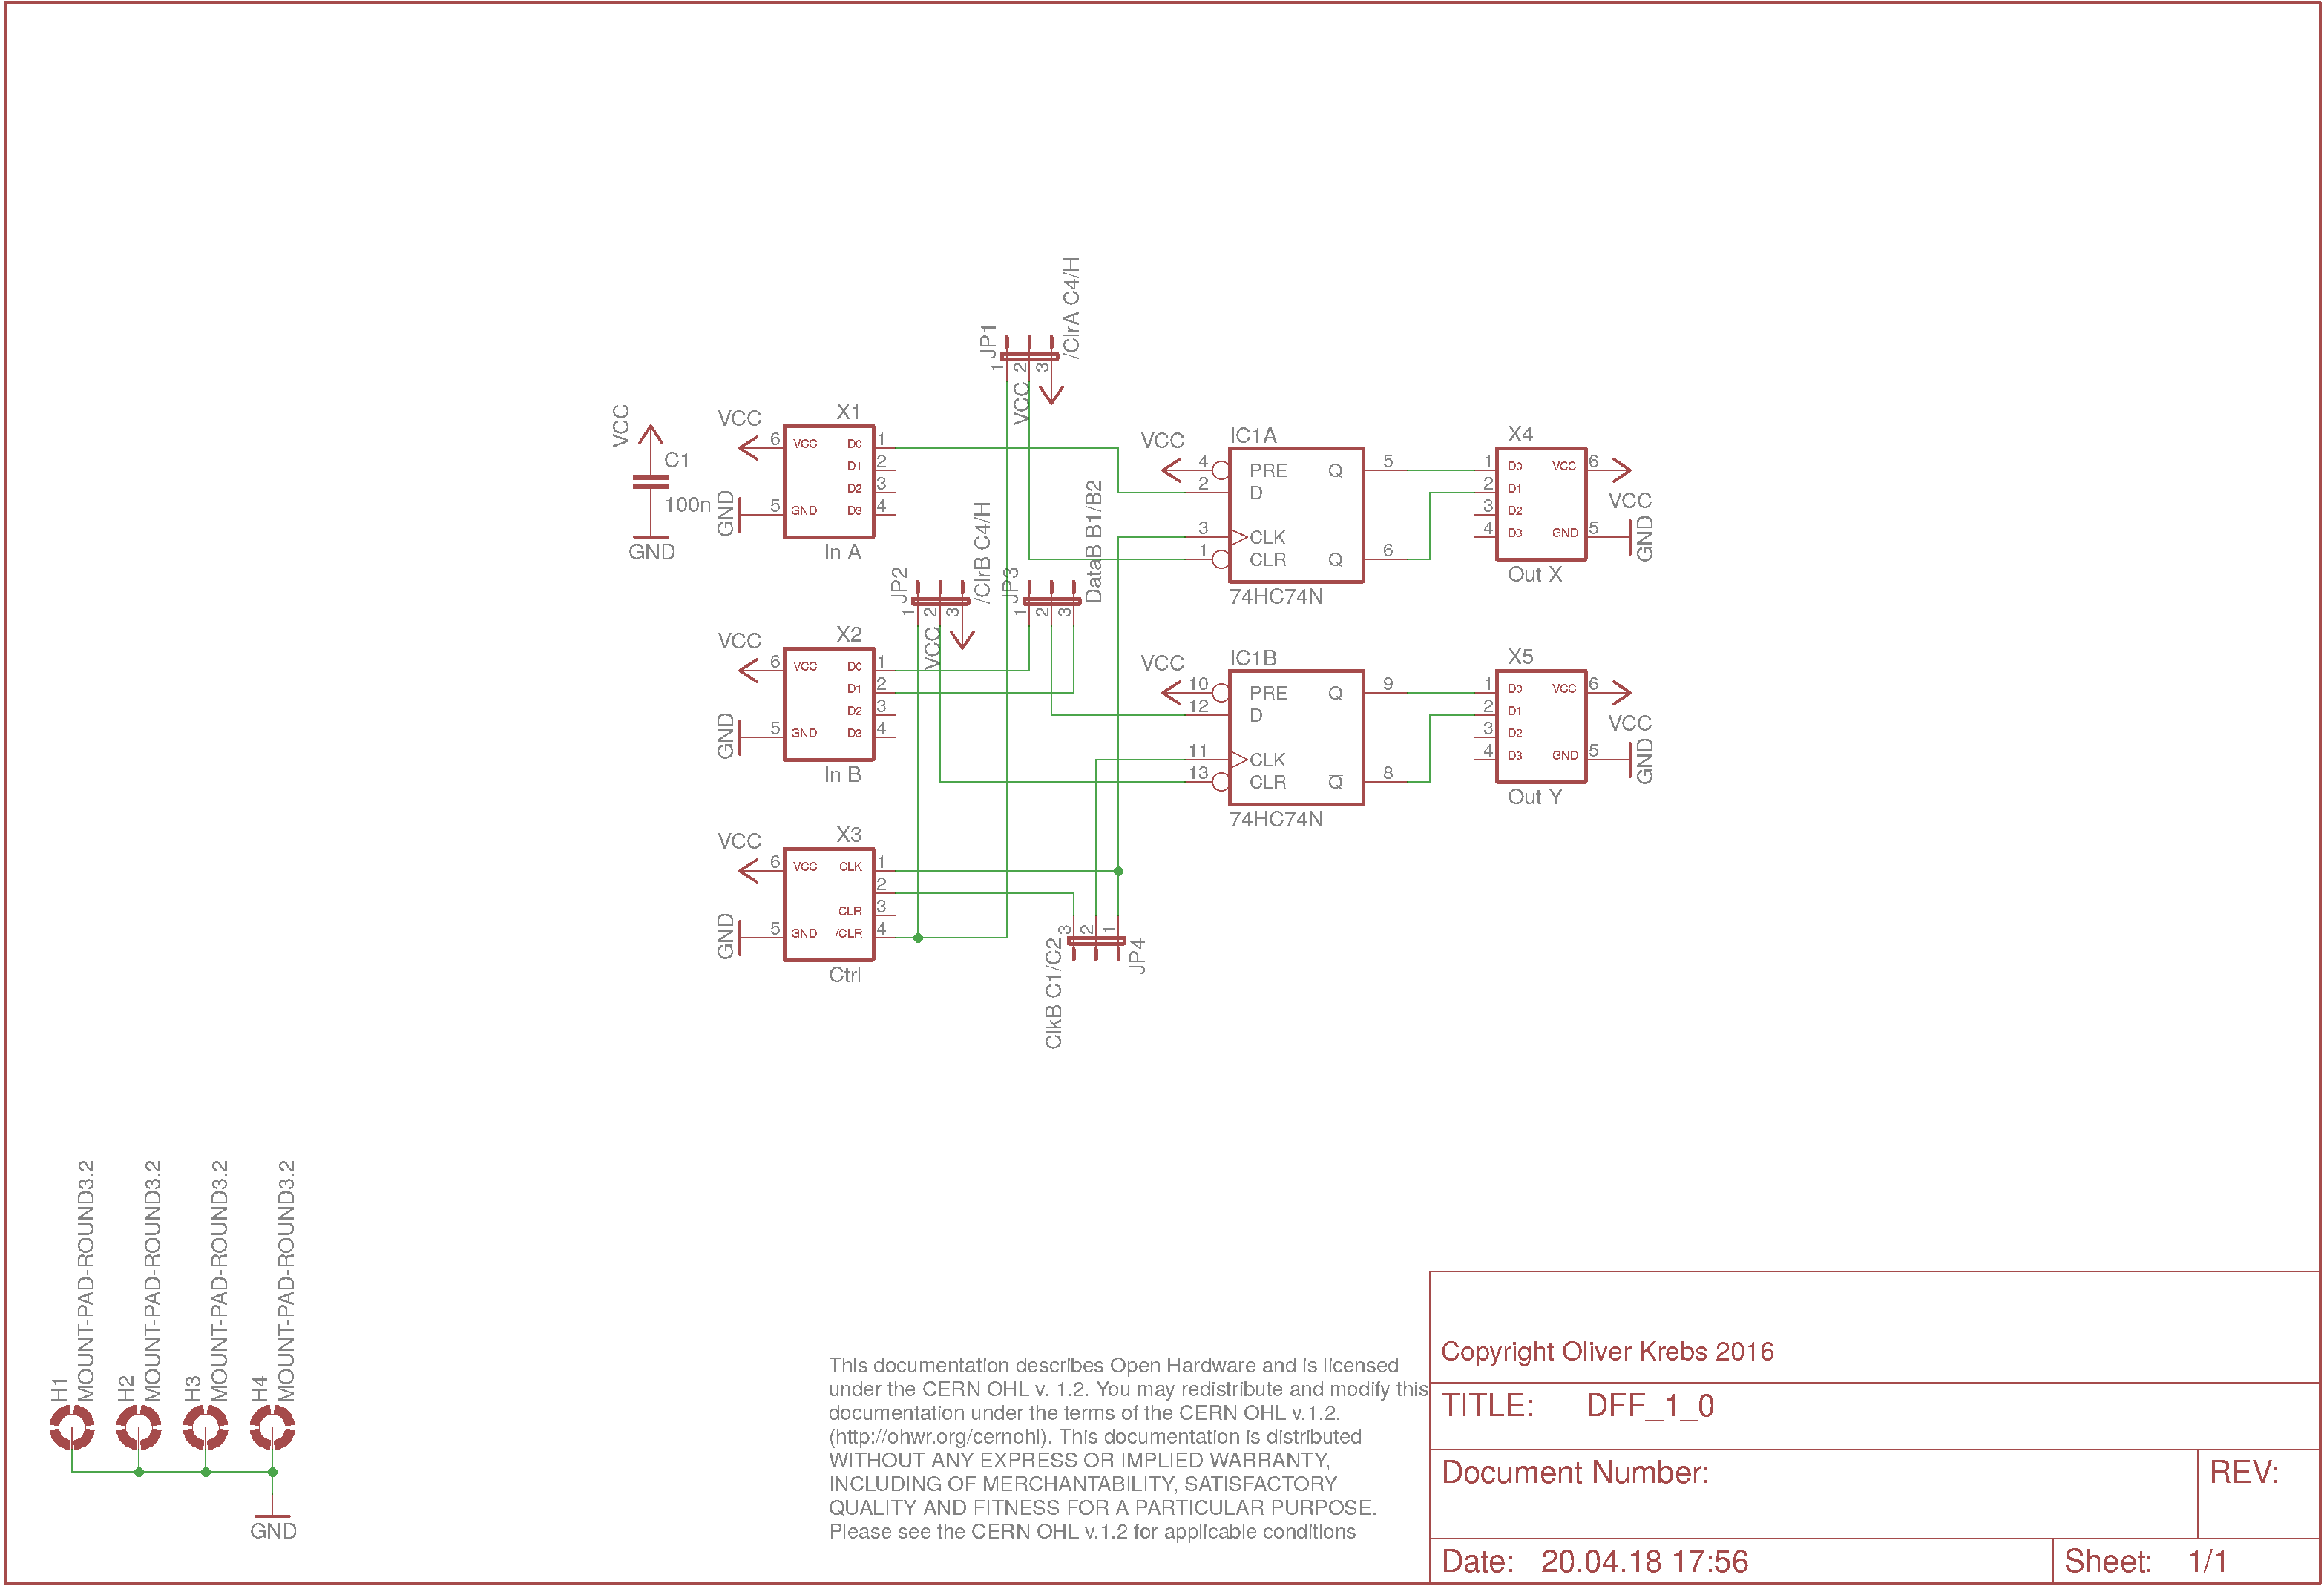 /ClrA C4/H
JP1
1
2
3
VCC
VCC
C1
100n
GND
VCC
X1
6
VCC
D0
1
D1
2
D2
3
GND
5
GND
D3
4
In A
VCC
IC1A
4
PRE
Q
5
2
D
3
CLK
1
CLR
Q
6
74HC74N
X4
1
D0
VCC
6
2
D1
VCC
3
D2
4
D3
GND
5
GND
Out X
JP2
/ClrB C4/H
1
2
3
VCC
JP3
DataB B1/B2
1
2
3
VCC
X2
6
VCC
D0
1
D1
2
D2
3
GND
5
GND
D3
4
In B
VCC
IC1B
10
PRE
Q
9
12
D
11
CLK
13
CLR
Q
8
74HC74N
X5
1
D0
VCC
6
2
D1
VCC
3
D2
4
D3
GND
5
GND
Out Y
VCC
X3
6
VCC
CLK
1
2
CLR
3
GND
5
GND
/CLR
4
Ctrl
ClkB C1/C2
3
2
1
JP4
H1
MOUNT-PAD-ROUND3.2
H2
MOUNT-PAD-ROUND3.2
H3
MOUNT-PAD-ROUND3.2
H4
MOUNT-PAD-ROUND3.2
GND
This documentation describes Open Hardware and is licensed
under the CERN OHL v. 1.2. You may redistribute and modify this
documentation under the terms of the CERN OHL v.1.2.
(http://ohwr.org/cernohl). This documentation is distributed
WITHOUT ANY EXPRESS OR IMPLIED WARRANTY,
INCLUDING OF MERCHANTABILITY, SATISFACTORY
QUALITY AND FITNESS FOR A PARTICULAR PURPOSE.
Please see the CERN OHL v.1.2 for applicable conditions
Copyright Oliver Krebs 2016
TITLE: DFF_1_0
Document Number:
REV:
Date: 20.04.18 17:56
Sheet: 1/1